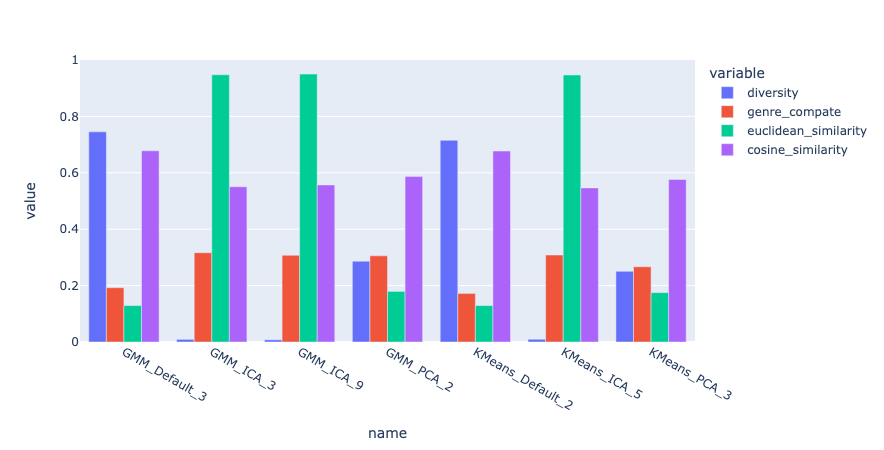 1
0.8
0.6
0.4
0.2
0
value
GMM_Default_3
GMM_ICA_3
GMM_ICA_9
GMM_PCA_2
KMeans_Default_2
KMeans_ICA_5
KMeans_PCA_3
name
variable
diversity
genre_compate
euclidean_similarity
cosine_similarity